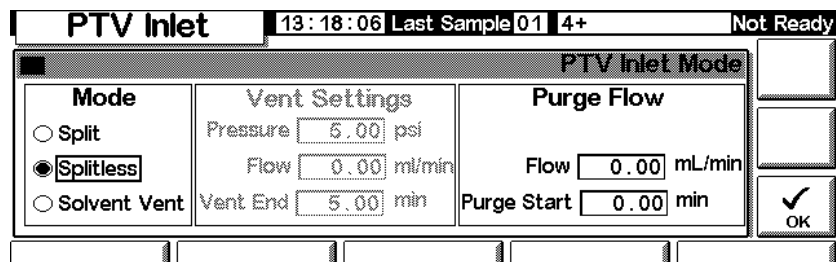 PTV Inlet 13:18:06 Last Sample 01 4+ Not Ready
PTV Inlet Mode
Mode Vent Settings Purge Flow
Split Pressure 5.00 psi
Splitless Flow 0.00 ml/min Flow 0.00 mL/min
Solvent Vent Vent End 5.00 min Purge Start 0.00 min
OK